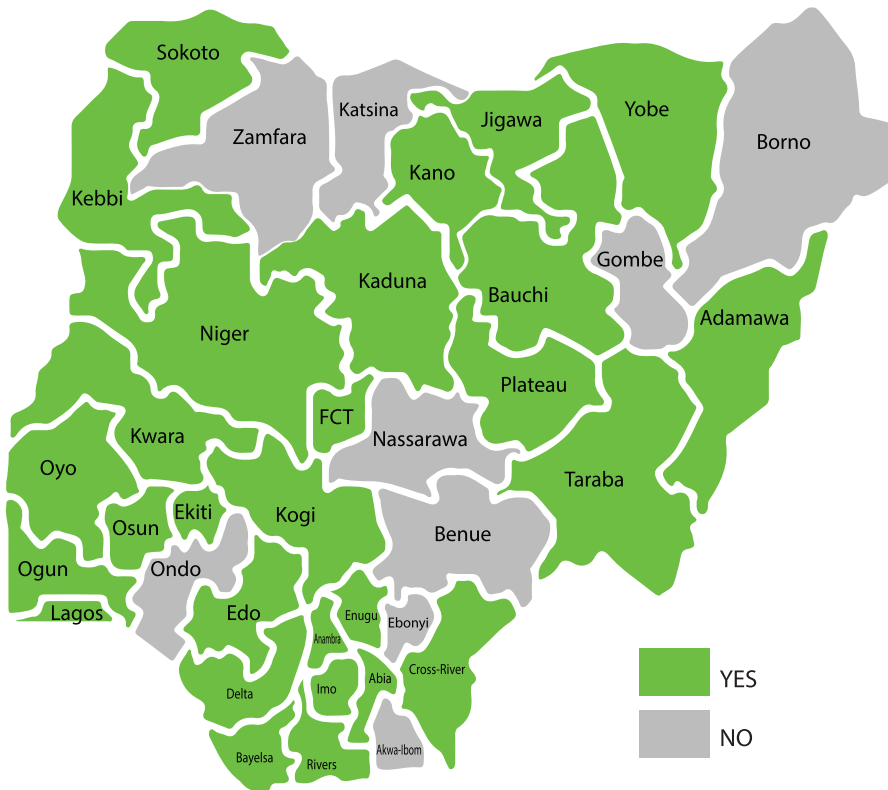 Sokoto
Katsina
Yobe
Jigawa
Zamfara
Borno
Kano
Kebbi
Gombe
Kaduna
Bauchi
Adamawa
Niger
Plateau
FCT
Kwara
Nassarawa
Oyo
Taraba
Ekiti
Kogi
Osun
Benue
Ogun
Ondo
Lagos
Edo
Enugu
Ebonyi
Anambra
Cross-River
Abia
YES
Imo
Delta
NO
Akwa-Ibom
Bayelsa
Rivers